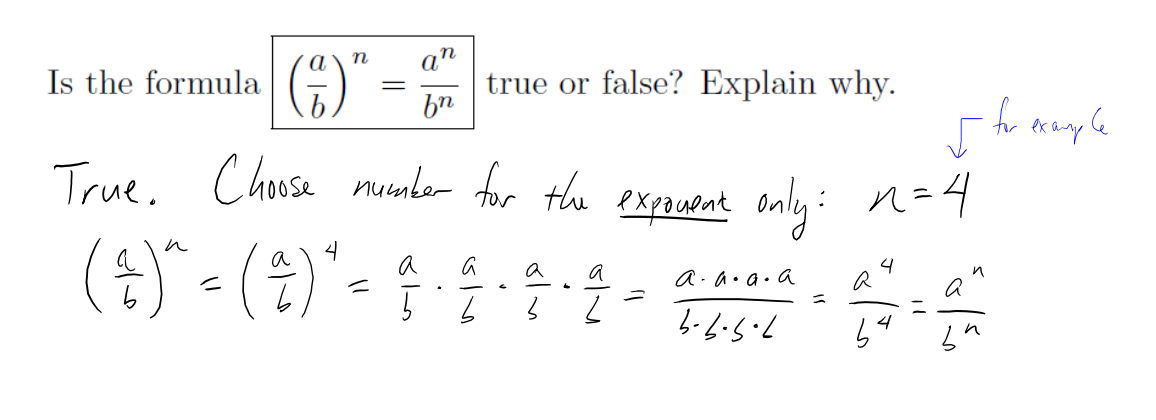 Is the formula (a/b)^n = a^n/b^n true or false? Explain why.
for example
True. Choose number for the exponent only: n = 4
(a/b)^n = (a/b)^4 = a/b · a/b · a/b · a/b = a·a·a·a/b·b·b·b = a^4/b^4 = a^n/b^n